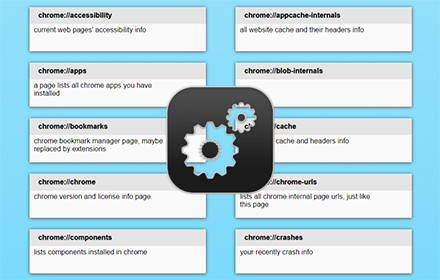 chrome://accessibility
current web pages' accessibility info
chrome://appcache-internals
all website cache and their headers info
chrome://apps
a page lists all chrome apps you have
installed
chrome://blob-internals
chrome://bookmarks
chrome bookmark manager page, maybe
replaced by extensions
/cache
cache and headers info
chrome://chrome
chrome version and license info page
chrome://chrome-urls
lists all chrome internal page urls, just like
this page
chrome://components
lists components installed in chrome
chrome://crashes
your recently crash info